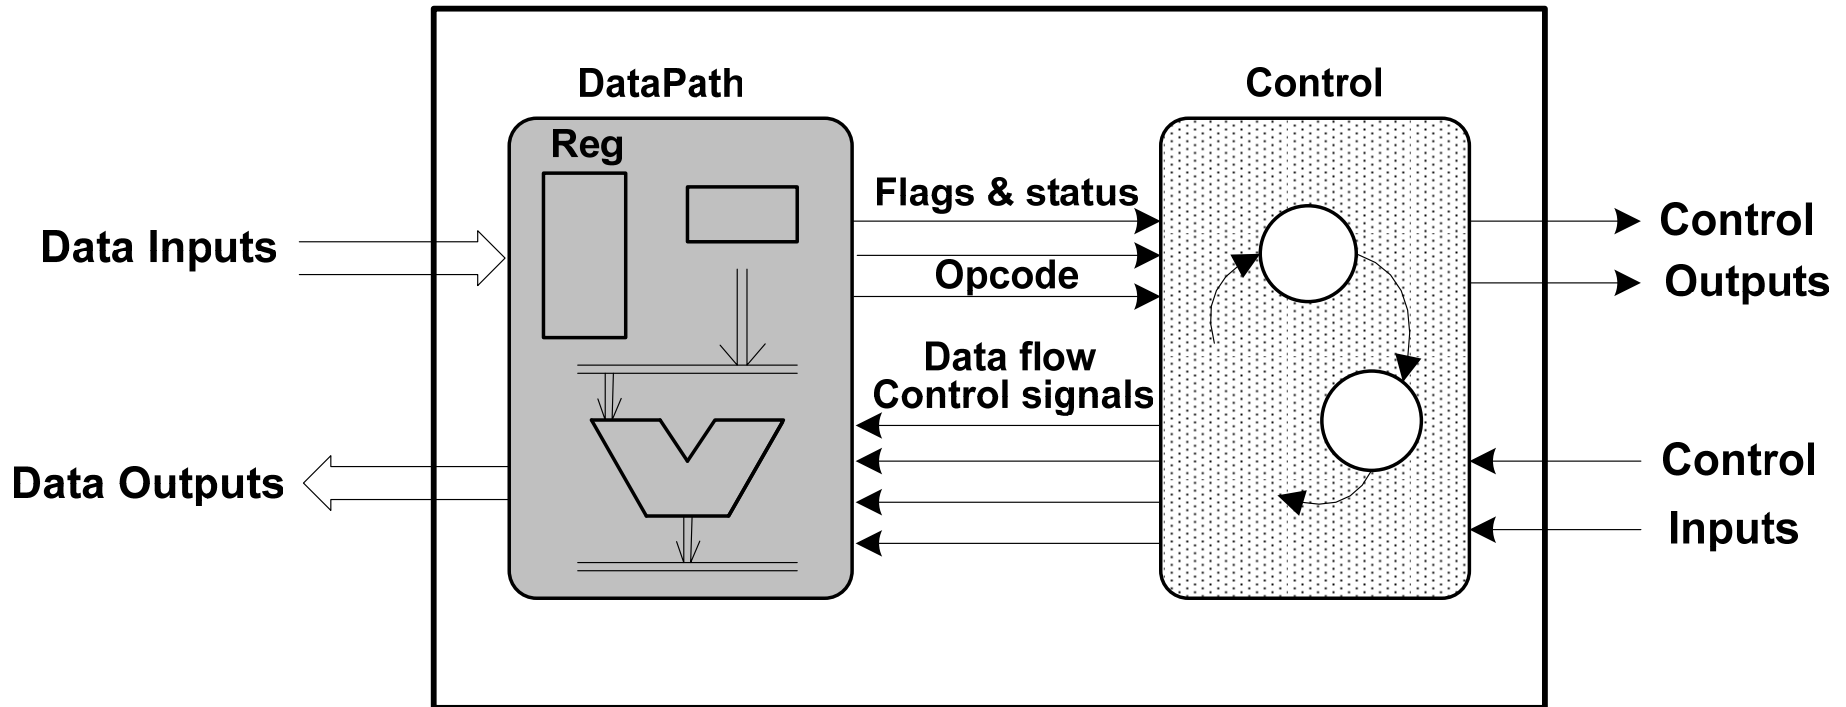 DataPath
Control
Reg
Flags & status
Opcode
Data flow
Control signals
Data Inputs
Data Outputs
Control
Outputs
Control
Inputs